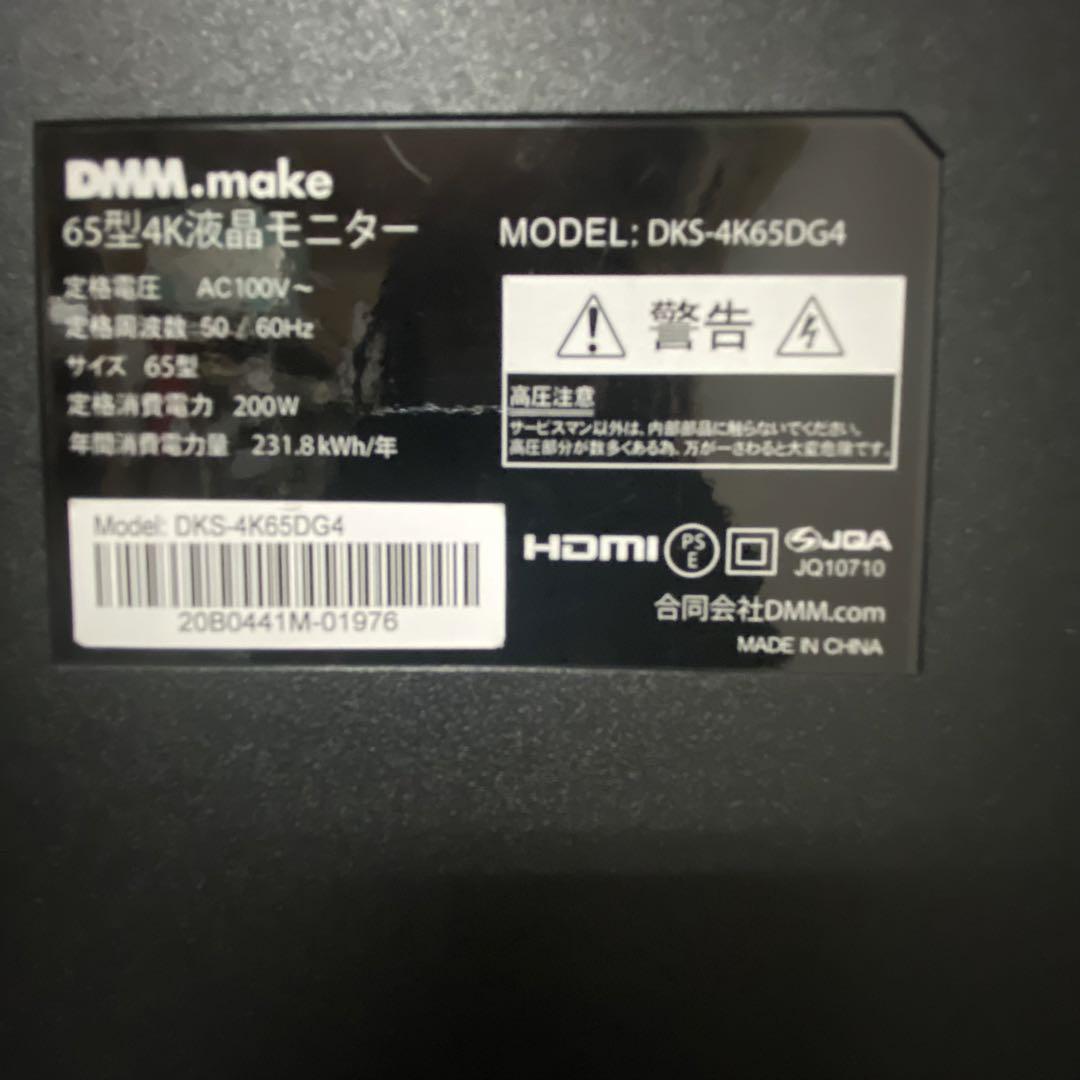 DMM.make
65型4K液晶モニター
MODEL: DKS-4K65DG4
定格電圧 AC100V～
定格周波数 50 / 60Hz
サイズ 65型
定格消費電力 200W
年間消費電力量 231.8kWh/年
警告
高圧注意
サービスマン以外は、内部部品に触らないでください。
高圧部分が数多くある為、万が一さわると大変危険です。
Model: DKS-4K65DG4
20B0441M-01976
HDMI
PS
E
JQA
JQ10710
合同会社DMM.com
MADE IN CHINA